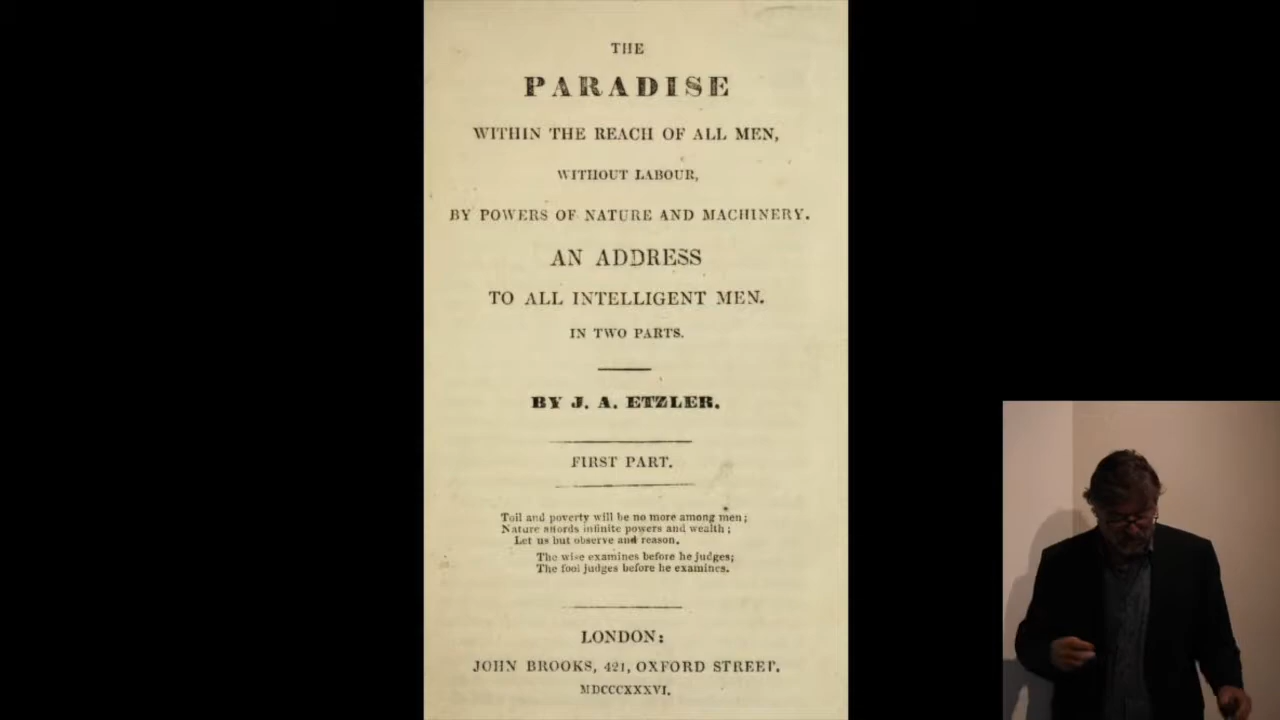 THE
PARADISE
WITHIN THE REACH OF ALL MEN,
WITHOUT LABOUR,
BY POWERS OF NATURE AND MACHINERY.
AN ADDRESS
TO ALL INTELLIGENT MEN.
IN TWO PARTS.
BY J. A. ETZLER.
FIRST PART.
Toil and poverty will be no more among men;
Nature affords infinite powers and wealth;
Let us but observe and reason.
The wise examines before he judges;
The fool judges before he examines.
LONDON:
JOHN BROOKS, 421, OXFORD STREET.
MDCCCXXXVI.